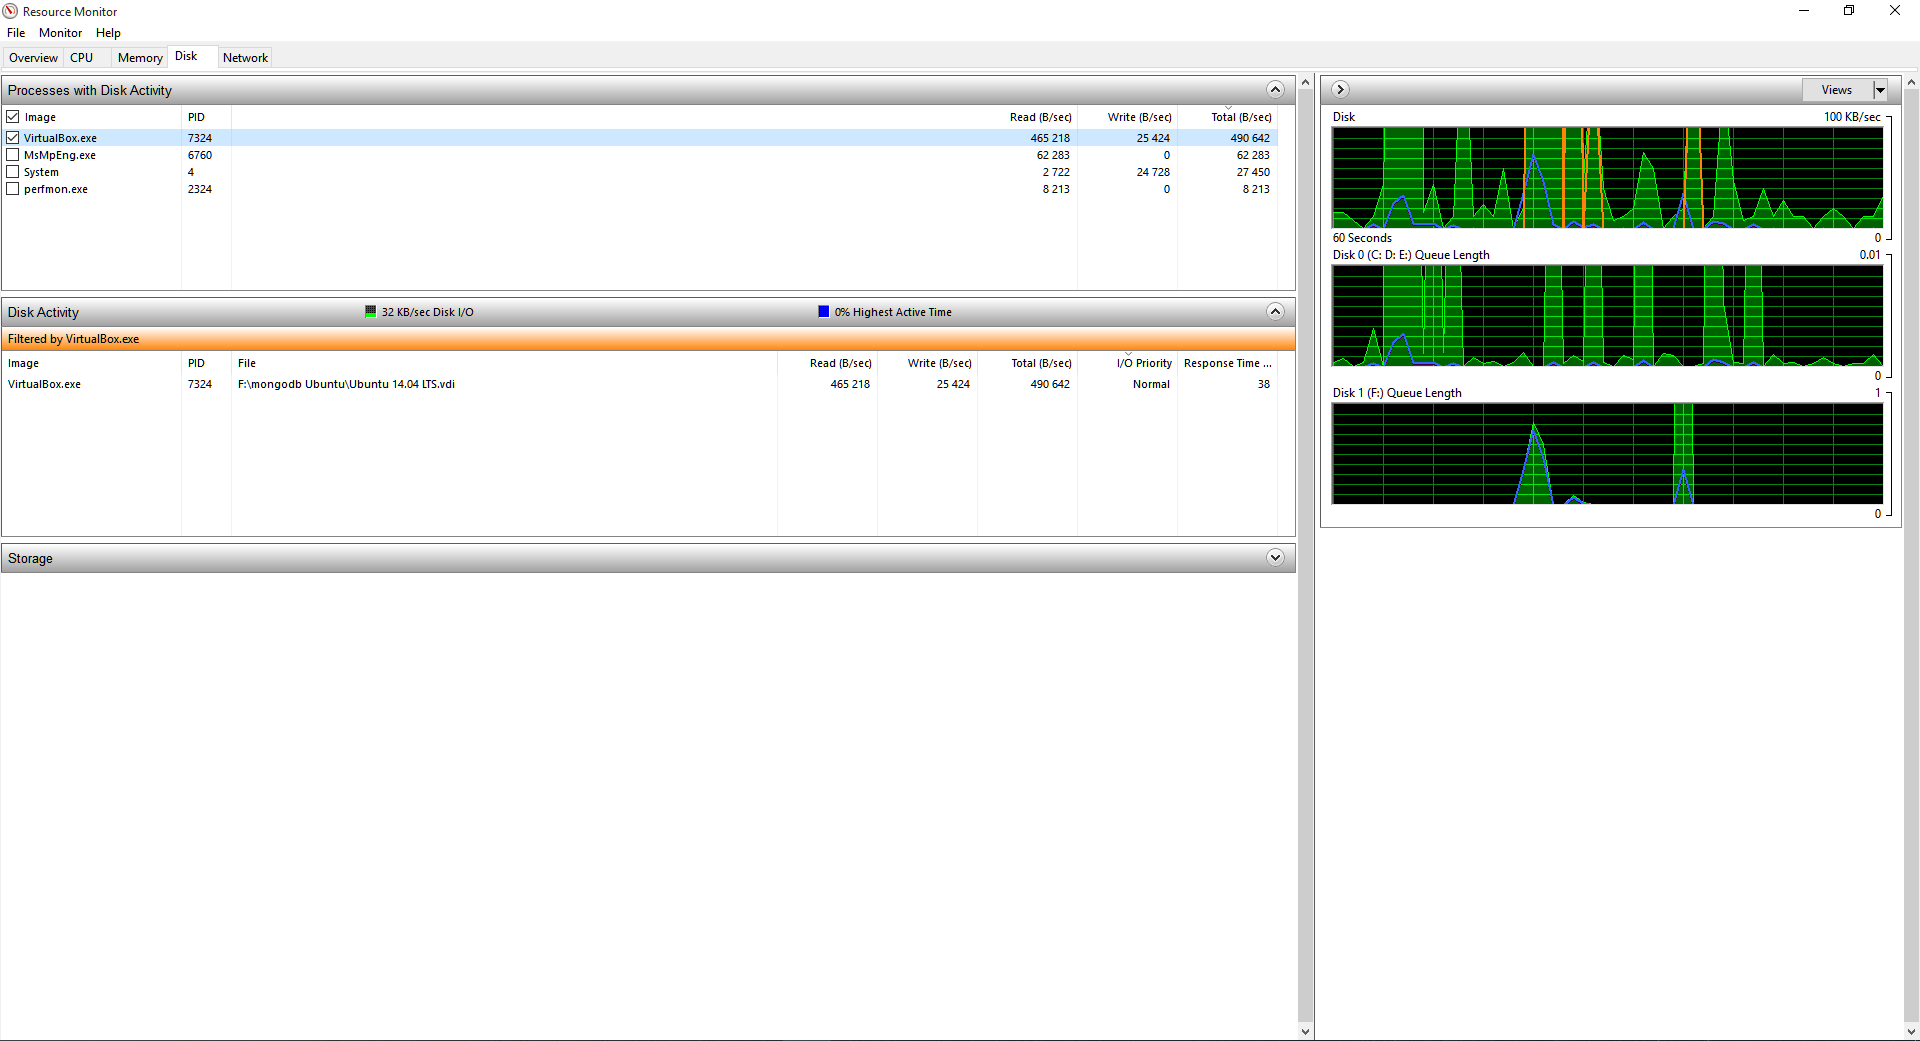 Resource Monitor
File Monitor Help
Overview CPU Memory Disk Network
Processes with Disk Activity
Image PID Read (B/sec) Write (B/sec) Total (B/sec)
VirtualBox.exe 7324 465 218 25 424 490 642
MsMpEng.exe 6760 62 283 0 62 283
System 4 2 722 24 728 27 450
perfmon.exe 2324 8 213 0 8 213
Disk Activity 32 KB/sec Disk I/O 0% Highest Active Time
Filtered by VirtualBox.exe
Image PID File Read (B/sec) Write (B/sec) Total (B/sec) I/O Priority Response Time ...
VirtualBox.exe 7324 F:\mongodb Ubuntu\Ubuntu 14.04 LTS.vdi 465 218 25 424 490 642 Normal 38
Storage
Views
Disk 100 KB/sec
60 Seconds 0
Disk 0 (C: D: E:) Queue Length 0.01
0
Disk 1 (F:) Queue Length 1
0